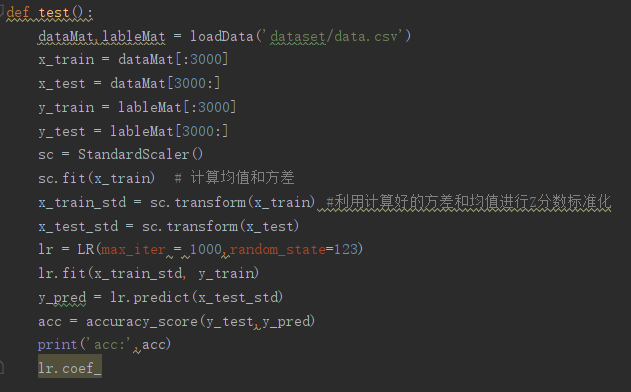 def test():
    dataMat,lableMat = loadData('dataset/data.csv')
    x_train = dataMat[:3000]
    x_test = dataMat[3000:]
    y_train = lableMat[:3000]
    y_test = lableMat[3000:]
    sc = StandardScaler()
    sc.fit(x_train)  # 计算均值和方差
    x_train_std = sc.transform(x_train) #利用计算好的方差和均值进行Z分数标准化
    x_test_std = sc.transform(x_test)
    lr = LR(max_iter = 1000,random_state=123)
    lr.fit(x_train_std, y_train)
    y_pred = lr.predict(x_test_std)
    acc = accuracy_score(y_test,y_pred)
    print('acc:',acc)
    lr.coef_